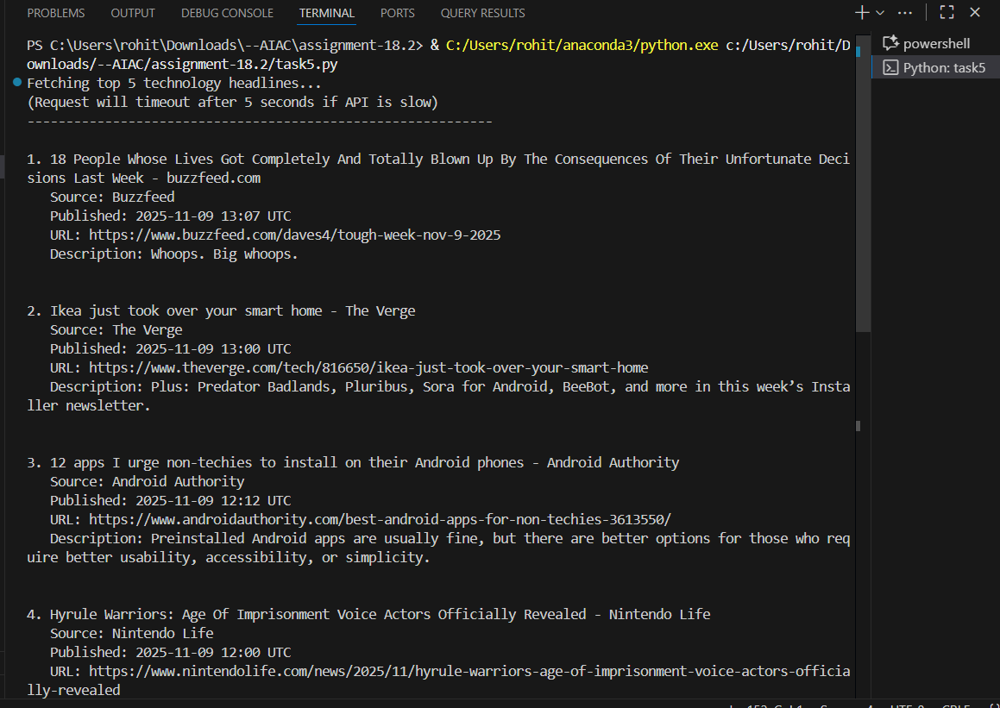 PROBLEMS OUTPUT DEBUG CONSOLE TERMINAL PORTS QUERY RESULTS
powershell
Python: task5
PS C:\Users\rohit\Downloads\--AIAC\assignment-18.2> & C:/Users/rohit/anaconda3/python.exe c:/Users/rohit/D
ownloads/--AIAC/assignment-18.2/task5.py
Fetching top 5 technology headlines...
(Request will timeout after 5 seconds if API is slow)
------------------------------------------------------------
1. 18 People Whose Lives Got Completely And Totally Blown Up By The Consequences Of Their Unfortunate Deci
sions Last Week - buzzfeed.com
Source: Buzzfeed
Published: 2025-11-09 13:07 UTC
URL: https://www.buzzfeed.com/daves4/tough-week-nov-9-2025
Description: Whoops. Big whoops.
2. Ikea just took over your smart home - The Verge
Source: The Verge
Published: 2025-11-09 13:00 UTC
URL: https://www.theverge.com/tech/816650/ikea-just-took-over-your-smart-home
Description: Plus: Predator Badlands, Pluribus, Sora for Android, BeeBot, and more in this week’s Insta
ller newsletter.
3. 12 apps I urge non-techies to install on their Android phones - Android Authority
Source: Android Authority
Published: 2025-11-09 12:12 UTC
URL: https://www.androidauthority.com/best-android-apps-for-non-techies-3613550/
Description: Preinstalled Android apps are usually fine, but there are better options for those who req
uire better usability, accessibility, or simplicity.
4. Hyrule Warriors: Age Of Imprisonment Voice Actors Officially Revealed - Nintendo Life
Source: Nintendo Life
Published: 2025-11-09 12:00 UTC
URL: https://www.nintendolife.com/news/2025/11/hyrule-warriors-age-of-imprisonment-voice-actors-officia
lly-revealed